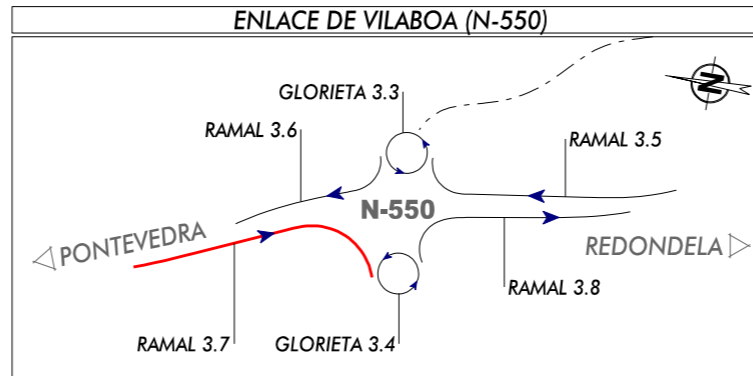 ENLACE DE VILABOA (N-550)
GLORIETA 3.3
N
RAMAL 3.6
RAMAL 3.5
N-550
PONTEVEDRA
REDONDELA
RAMAL 3.8
RAMAL 3.7
GLORIETA 3.4